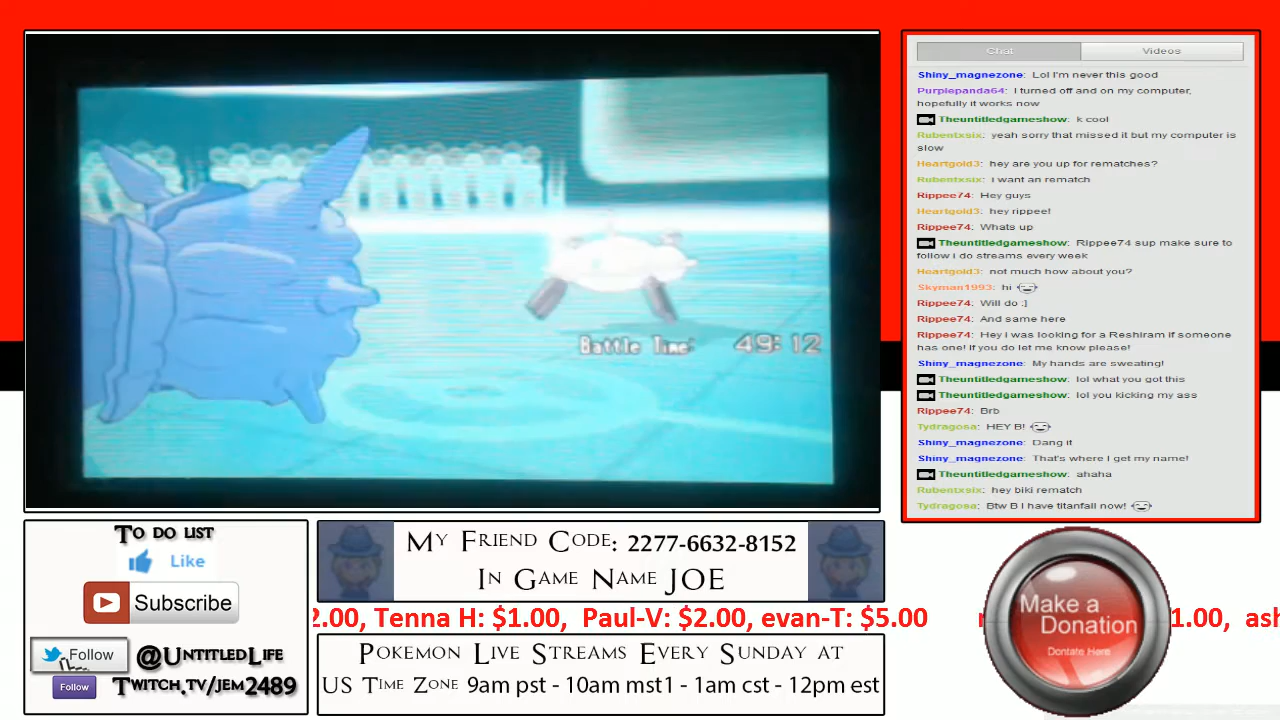 Battle Time 49:12
Chat
Videos
Shiny_magnezone: Lol I'm never this good
Purplepanda64: I turned off and on my computer,
hopefully it works now
Theuntitledgameshow: k cool
Rubentxsix: yeah sorry that missed it but my computer is
slow
Heartgold3: hey are you up for rematches?
Rubentxsix: i want an rematch
Rippee74: Hey guys
Heartgold3: hey rippee!
Rippee74: Whats up
Theuntitledgameshow: Rippee74 sup make sure to
follow i do streams every week
Heartgold3: not much how about you?
Skyman1993: hi
Rippee74: Will do :]
Rippee74: And same here
Rippee74: Hey I was looking for a Reshiram if someone
has one! If you do let me know please!
Shiny_magnezone: My hands are sweating!
Theuntitledgameshow: lol what you got this
Theuntitledgameshow: lol you kicking my ass
Rippee74: Brb
Tydragosa: HEY B!
Shiny_magnezone: Dang it
Shiny_magnezone: That's where I get my name!
Theuntitledgameshow: ahaha
Rubentxsix: hey biki rematch
Tydragosa: Btw B I have titanfall now!
To do list
Like
Subscribe
Follow
@UntitledLife
Follow
Twitch.tv/jem2489
My Friend Code: 2277-6632-8152
In Game Name JOE
2.00, Tenna H: $1.00, Paul-V: $2.00, evan-T: $5.00
1.00, ash
Pokemon Live Streams Every Sunday at
US Time Zone 9am pst - 10am mst1 - 1am cst - 12pm est
Make a
Donation
Dontate Here